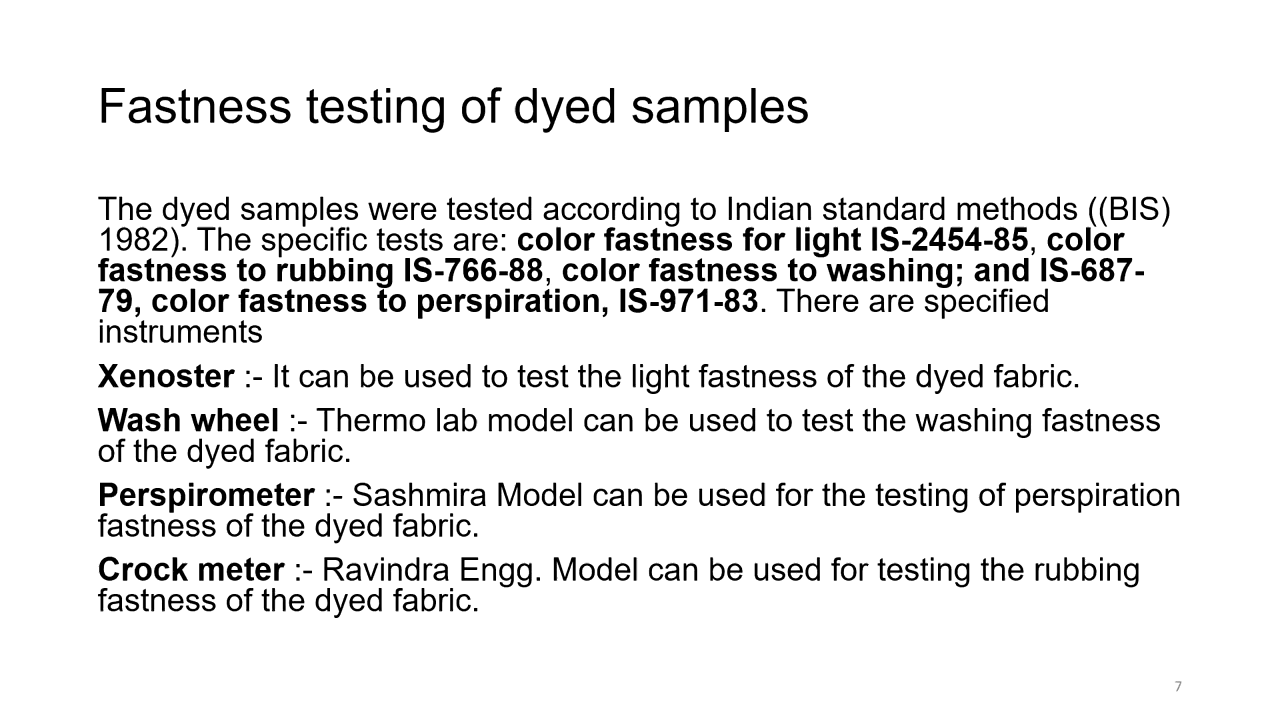 Fastness testing of dyed samples
The dyed samples were tested according to Indian standard methods ((BIS)
1982). The specific tests are: color fastness for light IS-2454-85, color
fastness to rubbing IS-766-88, color fastness to washing; and IS-687-
79, color fastness to perspiration, IS-971-83. There are specified
instruments
Xenoster :- It can be used to test the light fastness of the dyed fabric.
Wash wheel :- Thermo lab model can be used to test the washing fastness
of the dyed fabric.
Perspirometer :- Sashmira Model can be used for the testing of perspiration
fastness of the dyed fabric.
Crock meter :- Ravindra Engg. Model can be used for testing the rubbing
fastness of the dyed fabric.
7